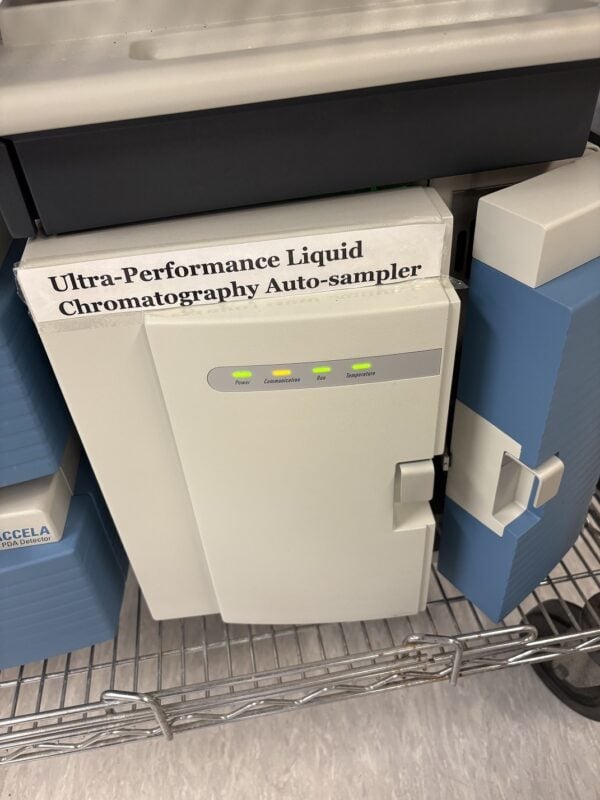 Ultra-Performance Liquid
Chromatography Auto-sampler
Power Communication Run Temperature
ACCELA
PDA Detector